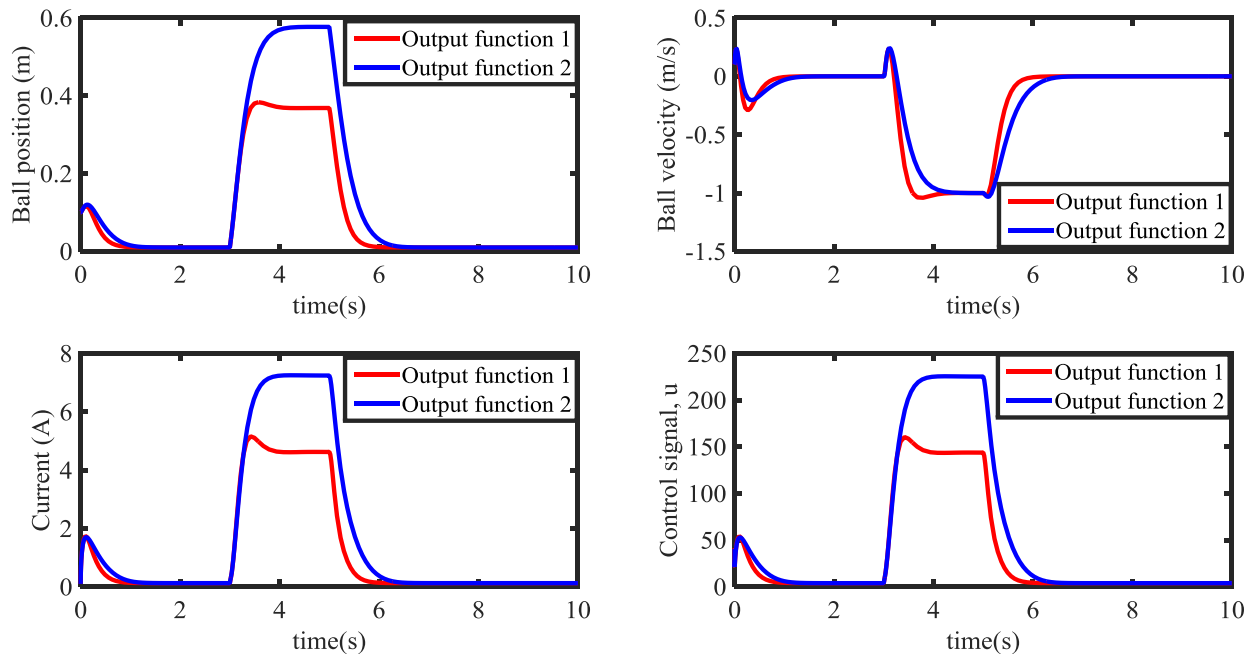 Ball position (m)
0.6
0.4
0.2
0
Output function 1
Output function 2
0 2 4 6 8 10
time(s)
Ball velocity (m/s)
0.5
0
-0.5
-1
-1.5
Output function 1
Output function 2
0 2 4 6 8 10
time(s)
Current (A)
8
6
4
2
0
Output function 1
Output function 2
0 2 4 6 8 10
time(s)
Control signal, u
250
200
150
100
50
0
Output function 1
Output function 2
0 2 4 6 8 10
time(s)